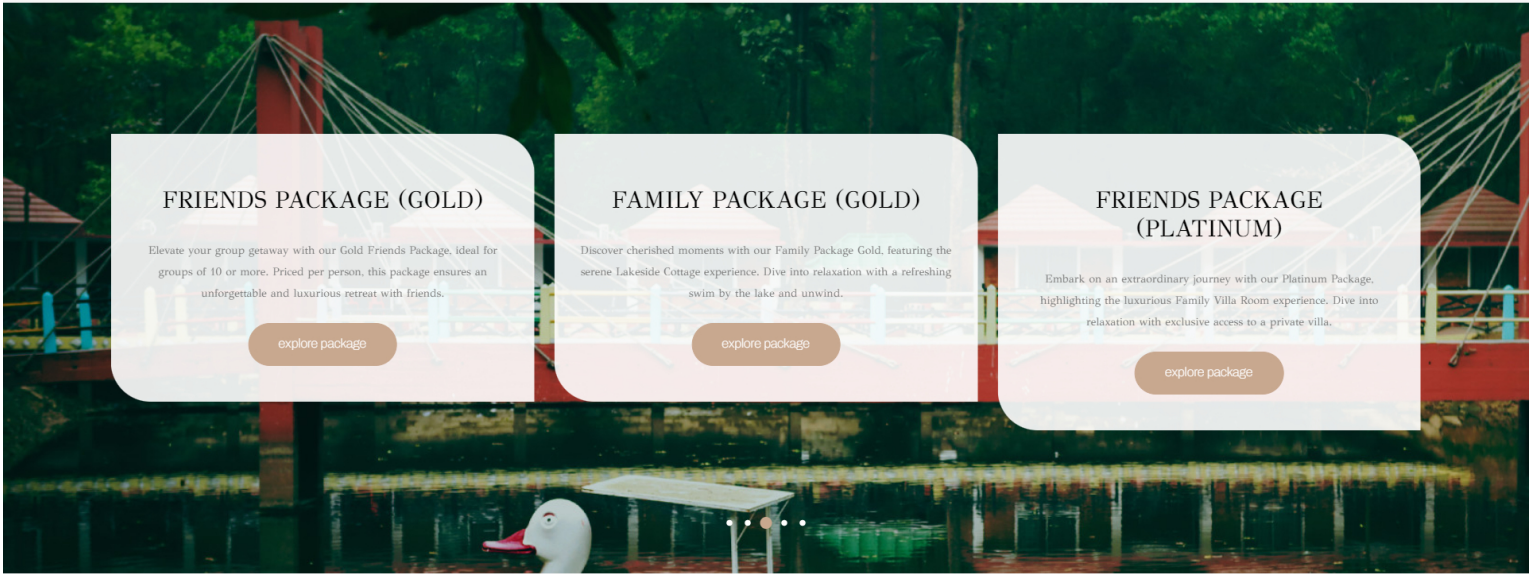 FRIENDS PACKAGE (GOLD)
Elevate your group getaway with our Gold Friends Package, ideal for
groups of 10 or more. Priced per person, this package ensures an
unforgettable and luxurious retreat with friends.
explore package
FAMILY PACKAGE (GOLD)
Discover cherished moments with our Family Package Gold, featuring the
serene Lakeside Cottage experience. Dive into relaxation with a refreshing
swim by the lake and unwind.
explore package
FRIENDS PACKAGE
(PLATINUM)
Embark on an extraordinary journey with our Platinum Package,
highlighting the luxurious Family Villa Room experience. Dive into
relaxation with exclusive access to a private villa.
explore package